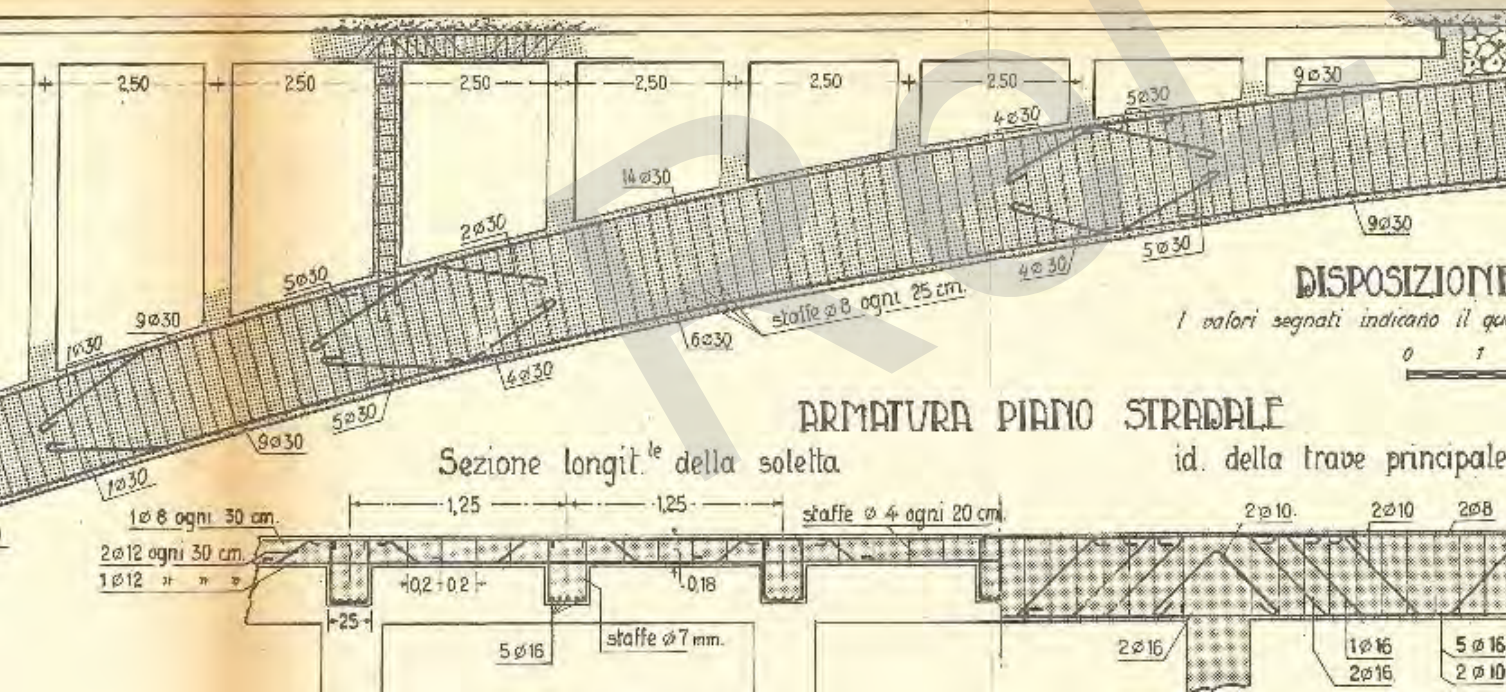 2,50 2,50 2,50 2,50 2,50 2,50
9Ø30
5Ø30
4Ø30
14Ø30
2Ø30
5Ø30
9Ø30
1Ø30
9Ø30
5Ø30
4Ø30
staffe Ø 8 ogni 25 cm.
6Ø30
4Ø30
5Ø30
9Ø30
1Ø30
DISPOSIZION
I valori segnati indicano il qu
0 1
ARMATURA PIANO STRADALE
Sezione longit.le della soletta
id. della trave principale
1,25 1,25
1Ø8 ogni 30 cm.
staffe Ø 4 ogni 20 cm.
2Ø10.
2Ø10
2Ø8
2Ø12 ogni 30 cm.
1Ø12 " " "
0,2 0,2
0,18
25
5Ø16
staffe Ø7 mm.
2Ø16
1Ø16
2Ø16
5Ø16
2Ø10